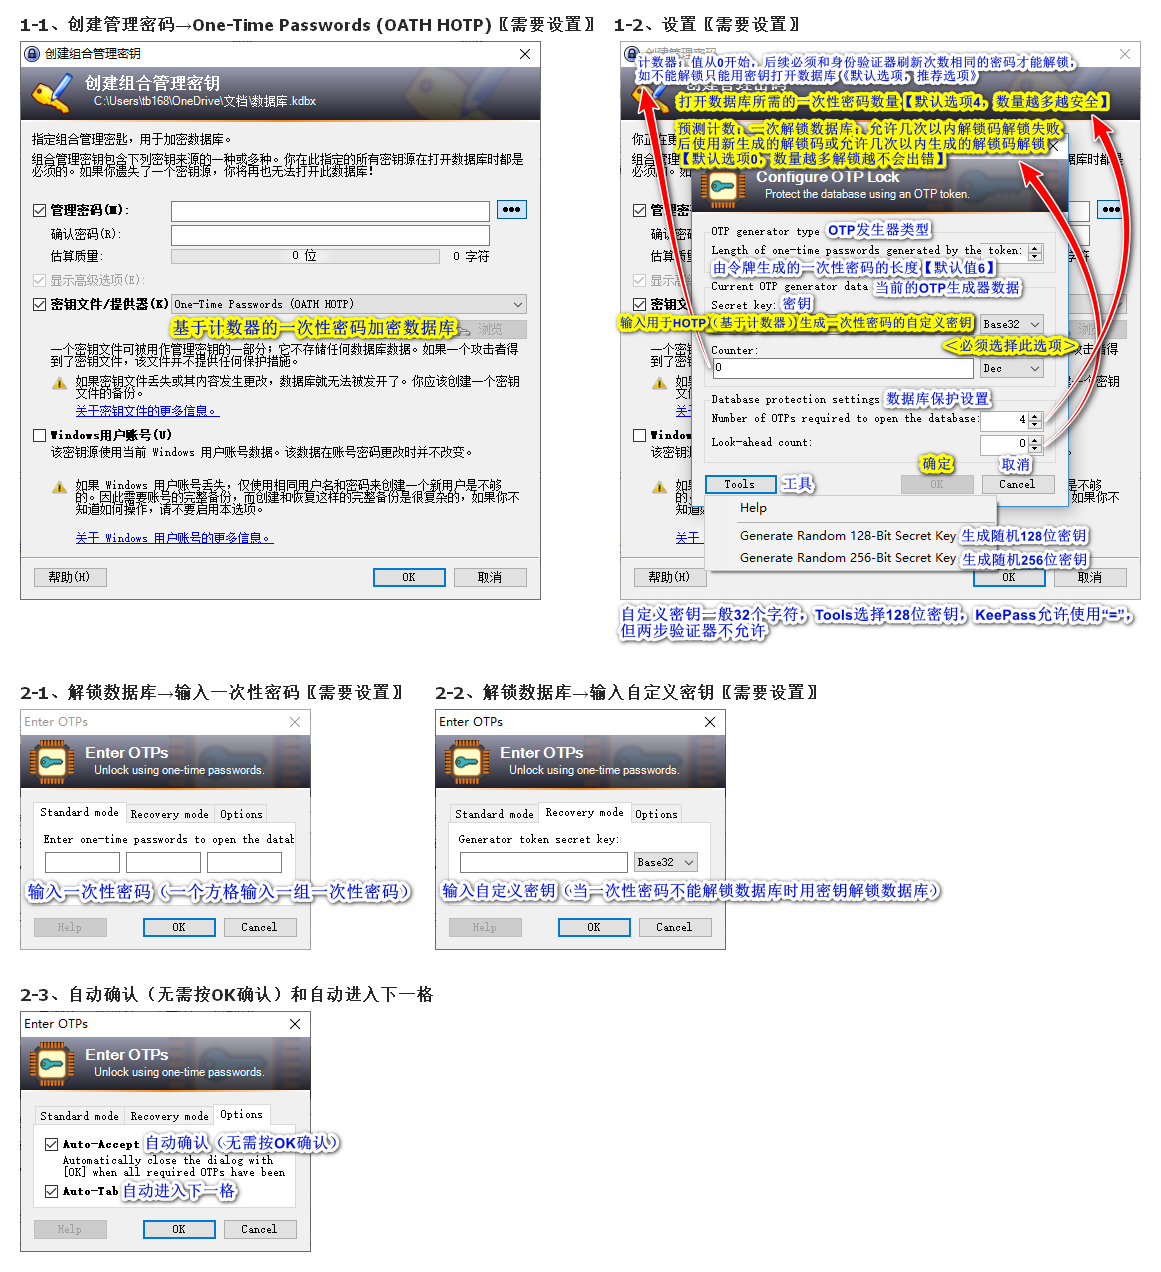 1-1、创建管理密码→One-Time Passwords (OATH HOTP)〖需要设置〗
创建组合管理密钥
创建组合管理密钥
C:\Users\tb168\OneDrive\文档\数据库.kdbx
指定组合管理密匙，用于加密数据库。
组合管理密钥包含下列密钥来源的一种或多种。你在此指定的所有密钥源在打开数据库时都是
必须的。如果你遗失了一个密钥源，你将再也无法打开此数据库!
管理密码(M):
确认密码(R):
估算质量:
0 位
0 字符
显示高级选项(E):
密钥文件/提供器(K)
One-Time Passwords (OATH HOTP)
基于计数器的一次性密码加密数据库
浏览
一个密钥文件可被用作管理密钥的一部分；它不存储任何数据库数据。如果一个攻击者得
到了密钥文件，该文件并不提供任何保护措施。
如果密钥文件丢失或其内容发生更改，数据库就无法被发开了。你应该创建一个密钥
文件的备份。
关于密钥文件的更多信息。
Windows用户账号(U)
该密钥源使用当前 Windows 用户账号数据。该数据在账号密码更改时并不改变。
如果 Windows 用户账号丢失，仅使用相同用户名和密码来创建一个新用户是不够
的。因此需要账号的完整备份，而创建和恢复这样的完整备份是很复杂的，如果你不
知道如何操作，请不要启用本选项。
关于 Windows 用户账号的更多信息。
帮助(H)
OK
取消
1-2、设置〖需要设置〗
计数器：值从0开始，后续必须和身份验证器刷新次数相同的密码才能解锁，
如不能解锁只能用密钥打开数据库《默认选项，推荐选项》
打开数据库所需的一次性密码数量【默认选项4，数量越多越安全】
预测计数：二次解锁数据库，允许几次以内解锁码解锁失败
后使用新生成的解锁码或允许几次以内生成的解锁码解锁
【默认选项0，数量越多解锁越不会出错】
Configure OTP Lock
Protect the database using an OTP token.
OTP generator type
OTP发生器类型
Length of one-time passwords generated by the token:
由令牌生成的一次性密码的长度【默认值6】
Current OTP generator data
当前的OTP生成器数据
Secret key:
密钥
输入用于HOTP（基于计数器）生成一次性密码的自定义密钥
Base32
＜必须选择此选项＞
Counter:
0
Dec
Database protection settings
数据库保护设置
Number of OTPs required to open the database:
4
Look-ahead count:
0
确定
取消
Tools
工具
OK
Cancel
Help
Generate Random 128-Bit Secret Key
生成随机128位密钥
Generate Random 256-Bit Secret Key
生成随机256位密钥
帮助(H)
OK
取消
自定义密钥一般32个字符，Tools选择128位密钥，KeePass允许使用“=”，
但两步验证器不允许
2-1、解锁数据库→输入一次性密码〖需要设置〗
Enter OTPs
Enter OTPs
Unlock using one-time passwords.
Standard mode
Recovery mode
Options
Enter one-time passwords to open the datab
输入一次性密码（一个方格输入一组一次性密码）
Help
OK
Cancel
2-2、解锁数据库→输入自定义密钥〖需要设置〗
Enter OTPs
Enter OTPs
Unlock using one-time passwords.
Standard mode
Recovery mode
Options
Generator token secret key:
Base32
输入自定义密钥（当一次性密码不能解锁数据库时用密钥解锁数据库）
Help
OK
Cancel
2-3、自动确认（无需按OK确认）和自动进入下一格
Enter OTPs
Enter OTPs
Unlock using one-time passwords.
Standard mode
Recovery mode
Options
Auto-Accept
自动确认（无需按OK确认）
Automatically close the dialog with
[OK] when all required OTPs have been
Auto-Tab
自动进入下一格
Help
OK
Cancel